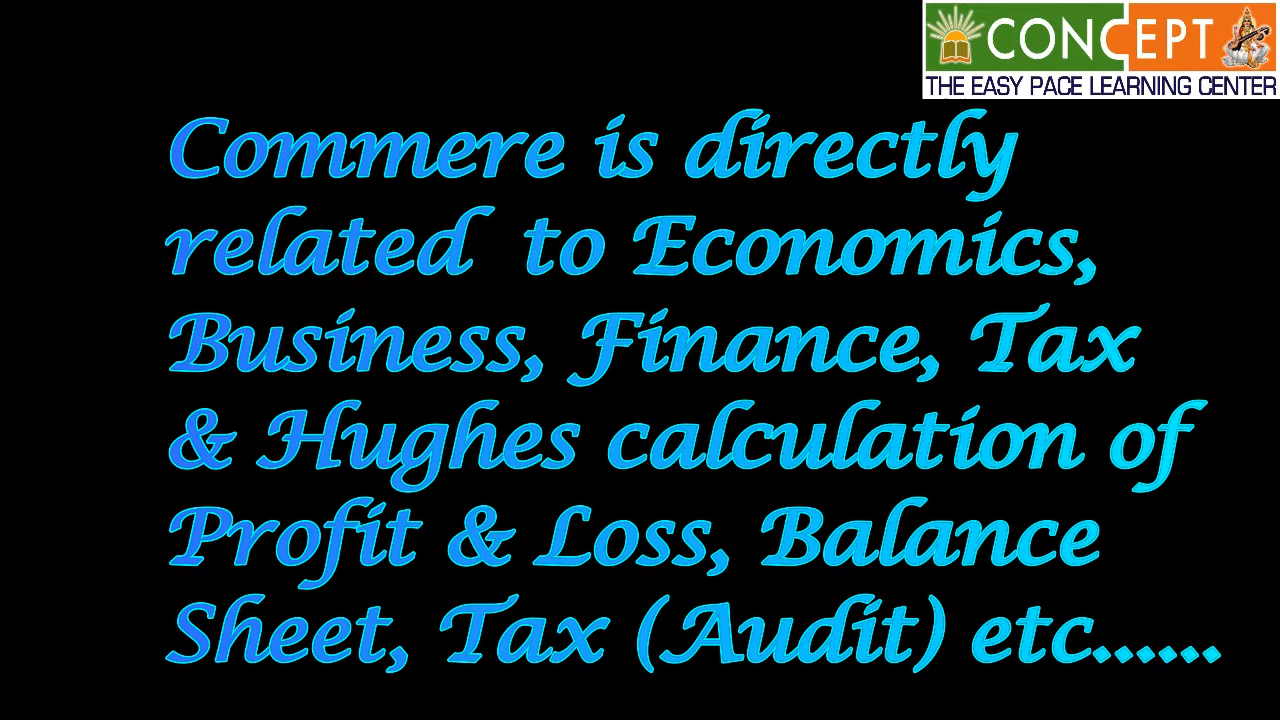 CONCEPT
THE EASY PACE LEARNING CENTER
Commere is directly
related to Economics,
Business, Finance, Tax
& Hughes calculation of
Profit & Loss, Balance
Sheet, Tax (Audit) etc......